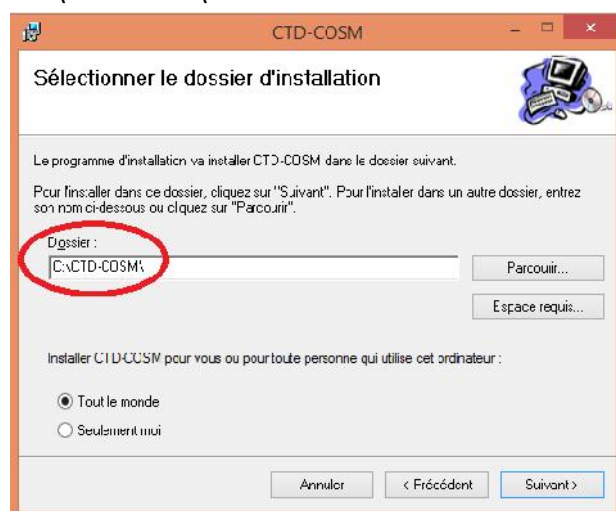 CTD-COSM
Sélectionner le dossier d'installation
Le programme d'installation va installer CTD-COSM dans le dossier suivant.
Pour l'installer dans ce dossier, cliquez sur "Suivant". Pour l'installer dans un autre dossier, entrez
son nom ci-dessous ou cliquez sur "Parcourir".
Dossier :
C:\CTD-COSM\
Parcourir...
Espace requis...
Installer CTD-COSM pour vous ou pour toute personne qui utilise cet ordinateur :
Tout le monde
Seulement moi
Annuler
< Précédent
Suivant >